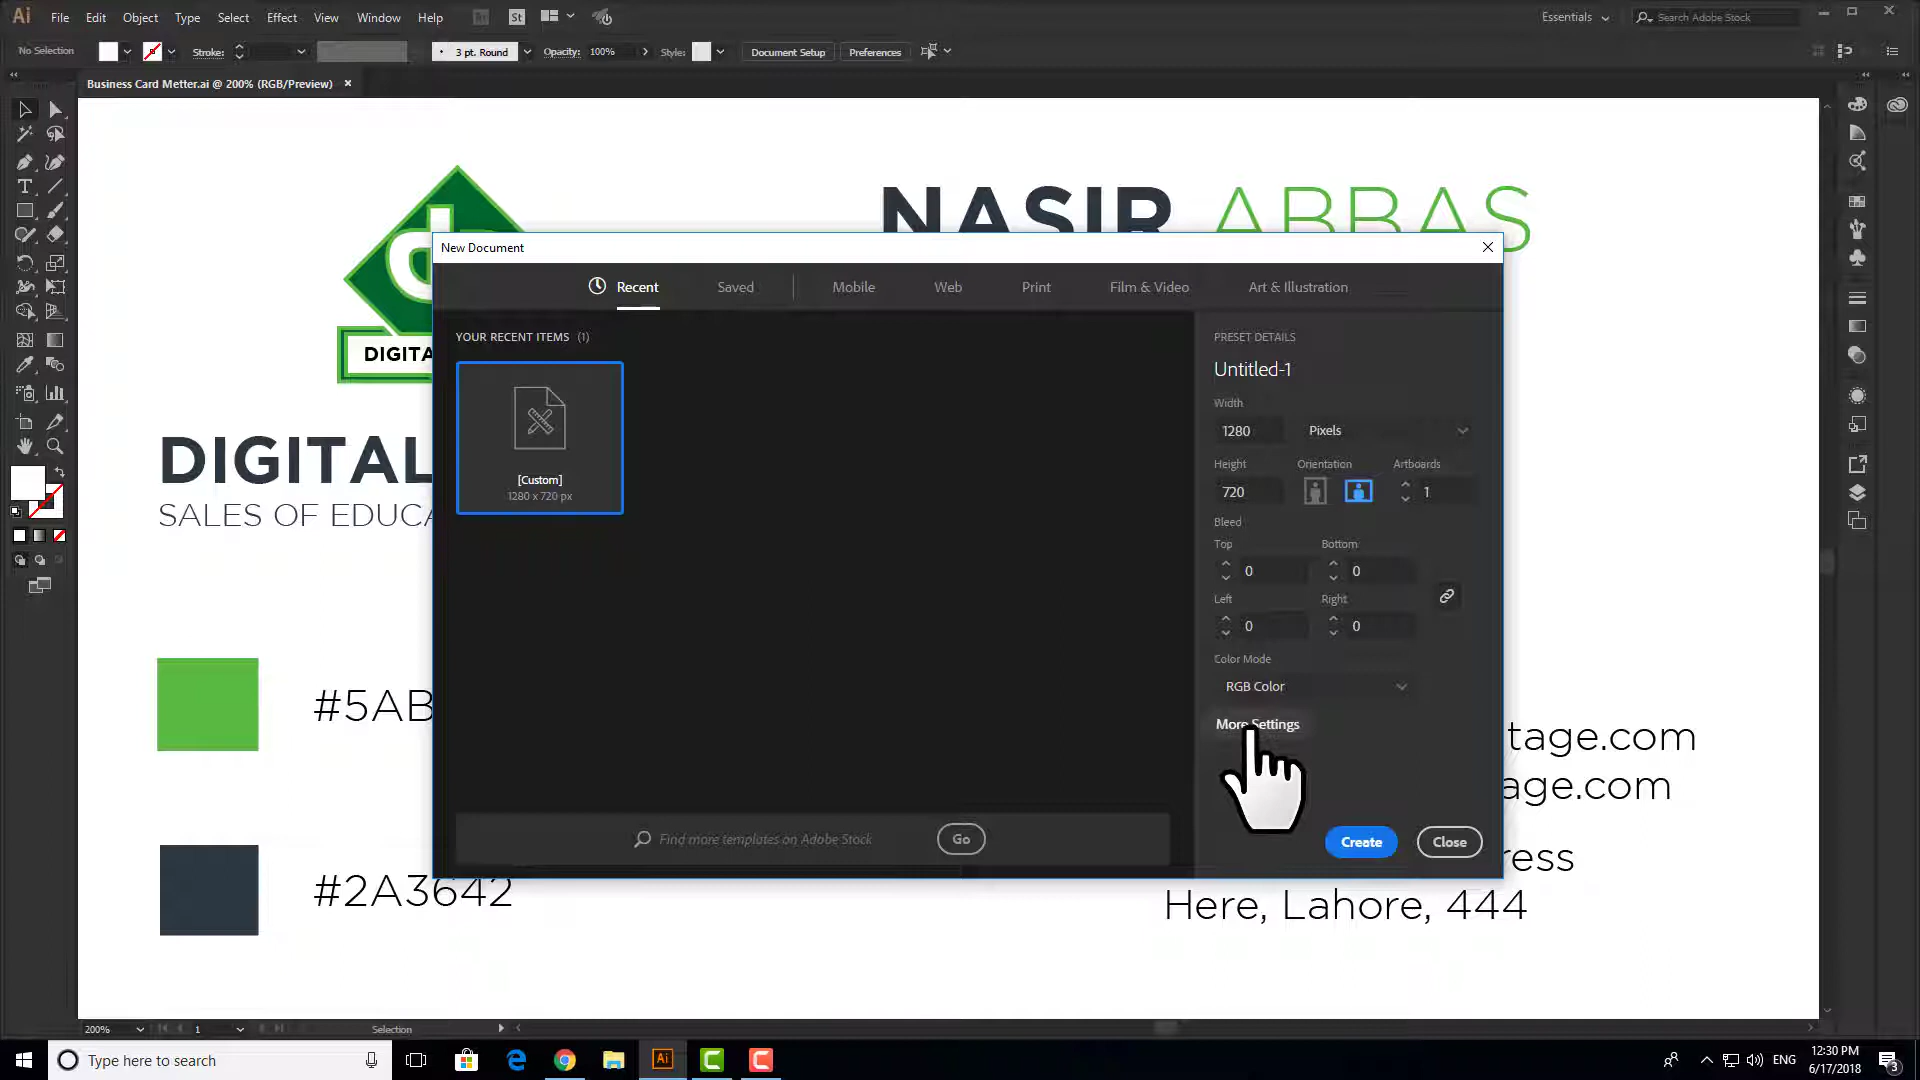 Ai File Edit Object Type Select Effect View Window Help Br St Essentials Search Adobe Stock
No Selection Stroke: 3 pt. Round Opacity: 100% Style: Document Setup Preferences
Business Card Metter.ai @ 200% (RGB/Preview)
NASIR ABBAS
New Document
Recent Saved Mobile Web Print Film & Video Art & Illustration
YOUR RECENT ITEMS (1)
[Custom]
1280 x 720 px
Find more templates on Adobe Stock Go
PRESET DETAILS
Untitled-1
Width
1280 Pixels
Height Orientation Artboards
720 1
Bleed
Top Bottom
0 0
Left Right
0 0
Color Mode
RGB Color
More Settings
Create Close
d
DIGITA
DIGITAL
SALES OF EDUCA
#5AB
#2A3642
tage.com
age.com
ress
Here, Lahore, 444
200% 1 Selection
Type here to search Ai ENG 12:30 PM
6/17/2018 3